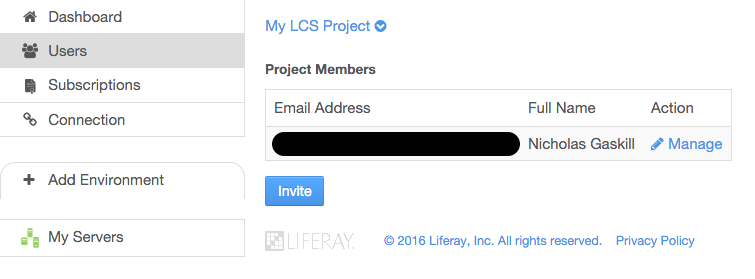 Dashboard
Users
Subscriptions
Connection
Add Environment
My Servers
My LCS Project
Project Members
Email Address Full Name Action
Nicholas Gaskill Manage
Invite
LIFERAY. © 2016 Liferay, Inc. All rights reserved. Privacy Policy